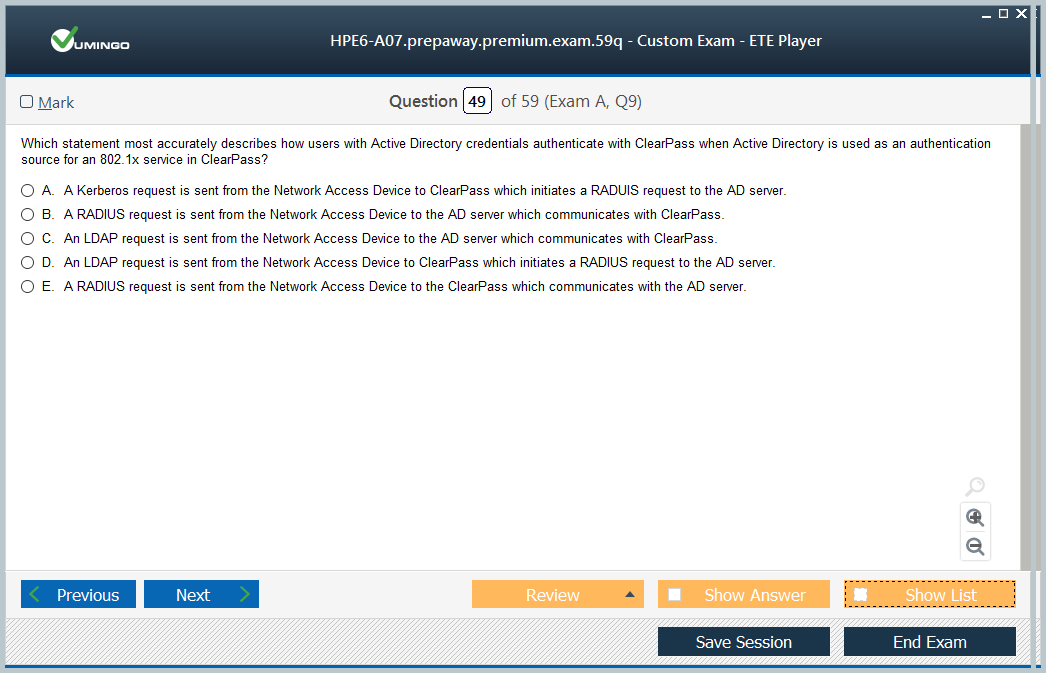 VUMINGO
HPE6-A07.prepaway.premium.exam.59q - Custom Exam - ETE Player
Mark
Question 49 of 59 (Exam A, Q9)
Which statement most accurately describes how users with Active Directory credentials authenticate with ClearPass when Active Directory is used as an authentication
source for an 802.1x service in ClearPass?
A. A Kerberos request is sent from the Network Access Device to ClearPass which initiates a RADUIS request to the AD server.
B. A RADIUS request is sent from the Network Access Device to the AD server which communicates with ClearPass.
C. An LDAP request is sent from the Network Access Device to the AD server which communicates with ClearPass.
D. An LDAP request is sent from the Network Access Device to ClearPass which initiates a RADIUS request to the AD server.
E. A RADIUS request is sent from the Network Access Device to the ClearPass which communicates with the AD server.
Previous
Next
Review
Show Answer
Show List
Save Session
End Exam